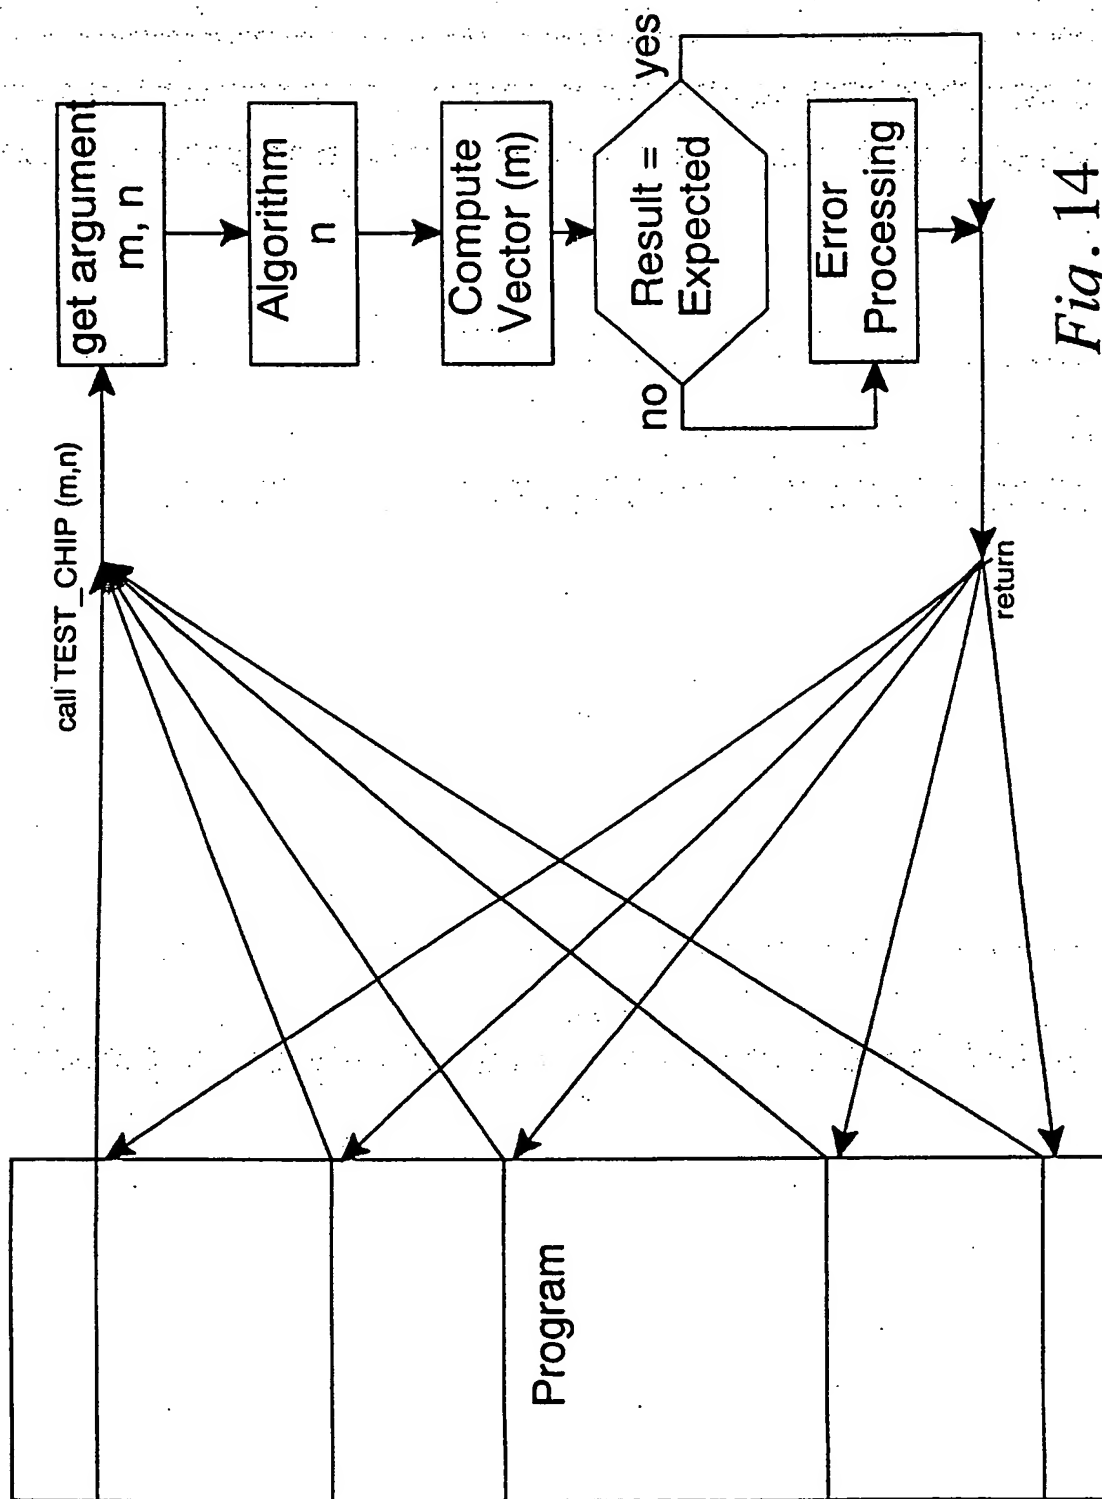 call TEST_CHIP (m,n)
get argument
m, n
Algorithm
n
Compute
Vector (m)
Result =
Expected
yes
no
Error
Processing
return
Program
Fig. 14